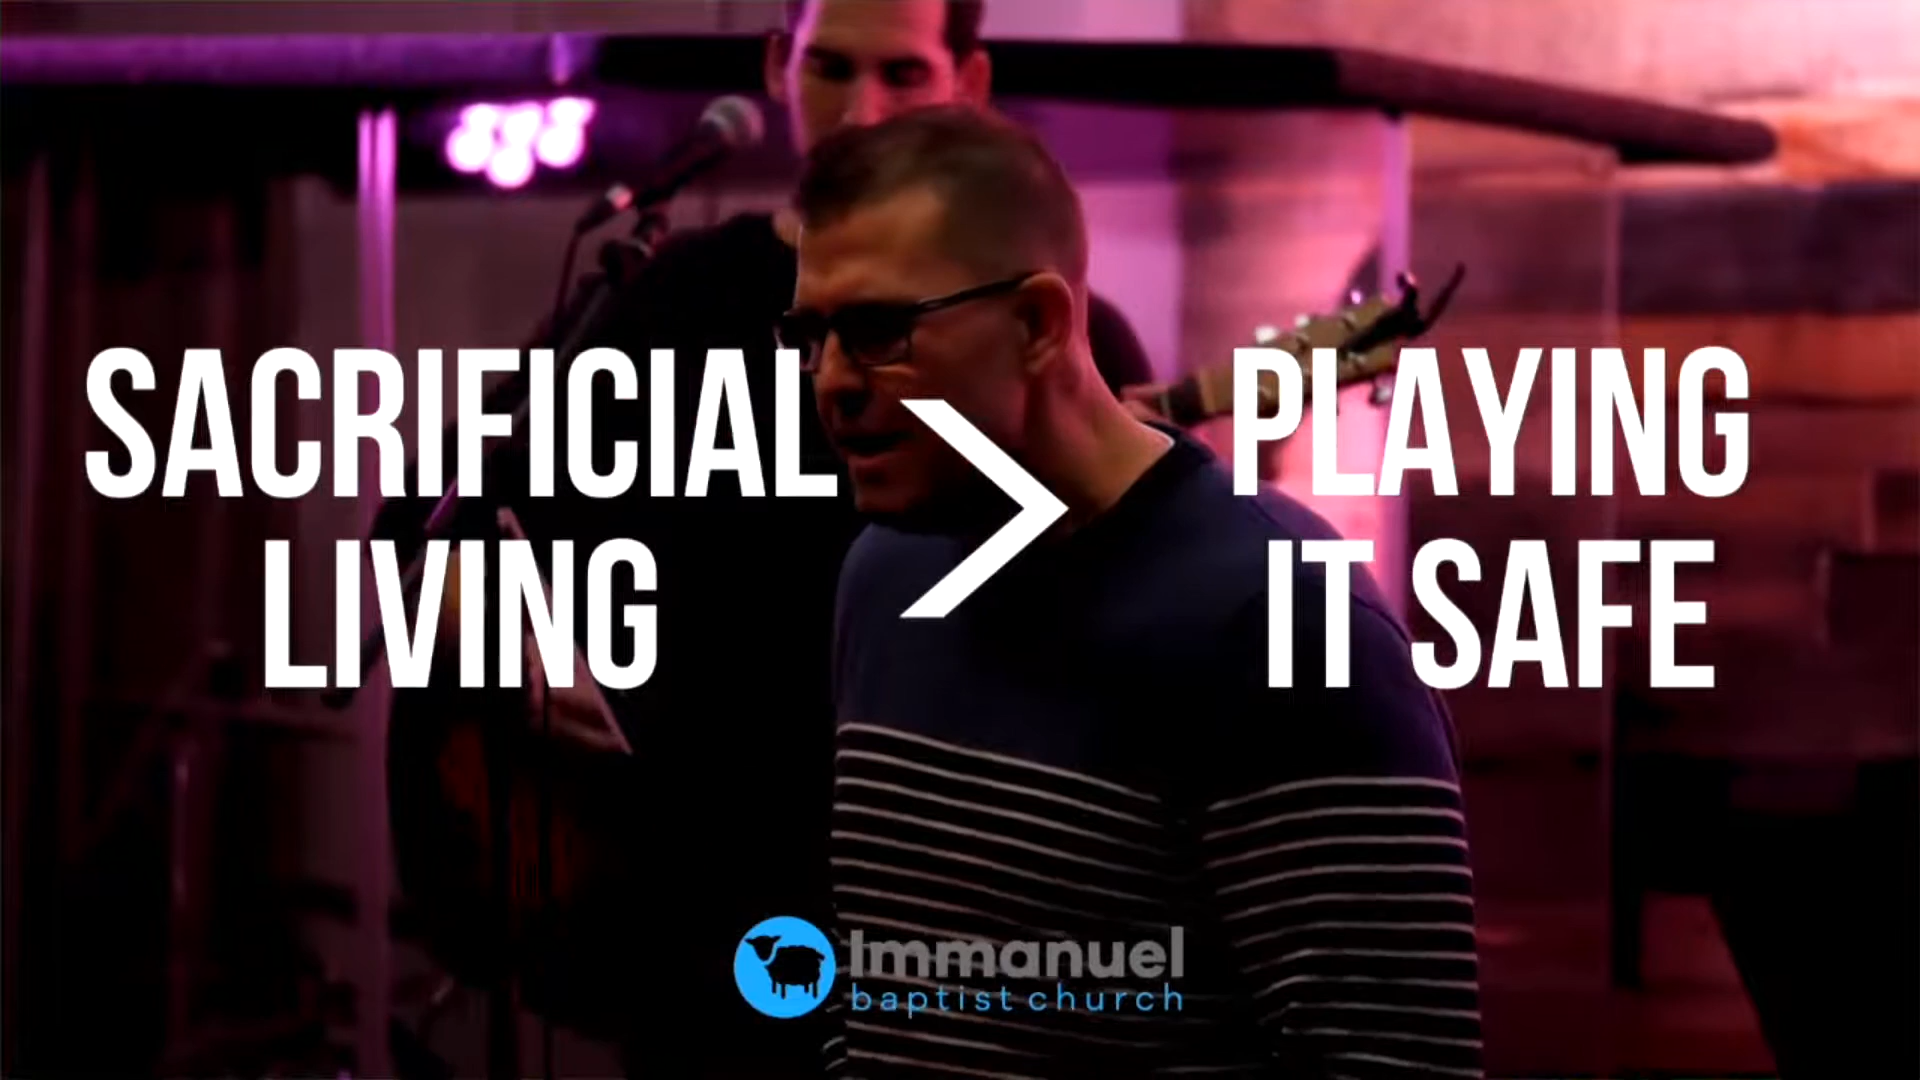 SACRIFICIAL
LIVING
>
PLAYING
IT SAFE
Immanuel
baptist church